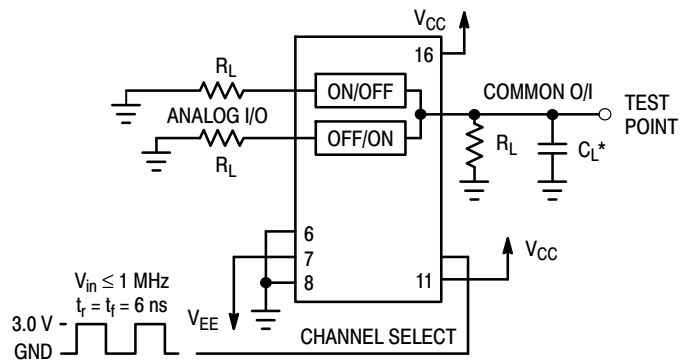 V_CC
16
R_L
ON/OFF
COMMON O/I
TEST
POINT
ANALOG I/O
OFF/ON
R_L
R_L
C_L*
6
7
8
11
V_CC
V_in ≤ 1 MHz
t_r = t_f = 6 ns
V_EE
3.0 V
GND
CHANNEL SELECT